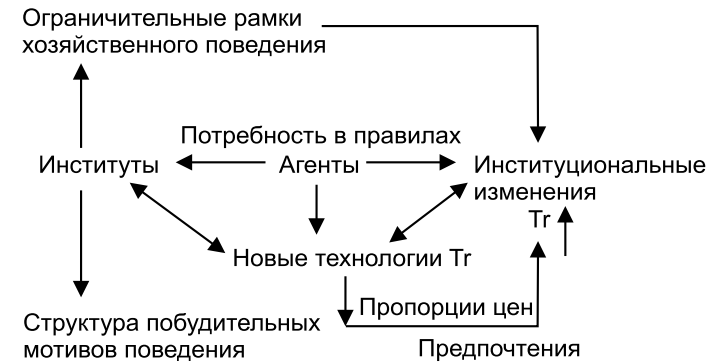 Ограничительные рамки
хозяйственного поведения
Потребность в правилах
Институты
Агенты
Институциональные
изменения
Tr
Новые технологии Tr
Пропорции цен
Структура побудительных
мотивов поведения
Предпочтения